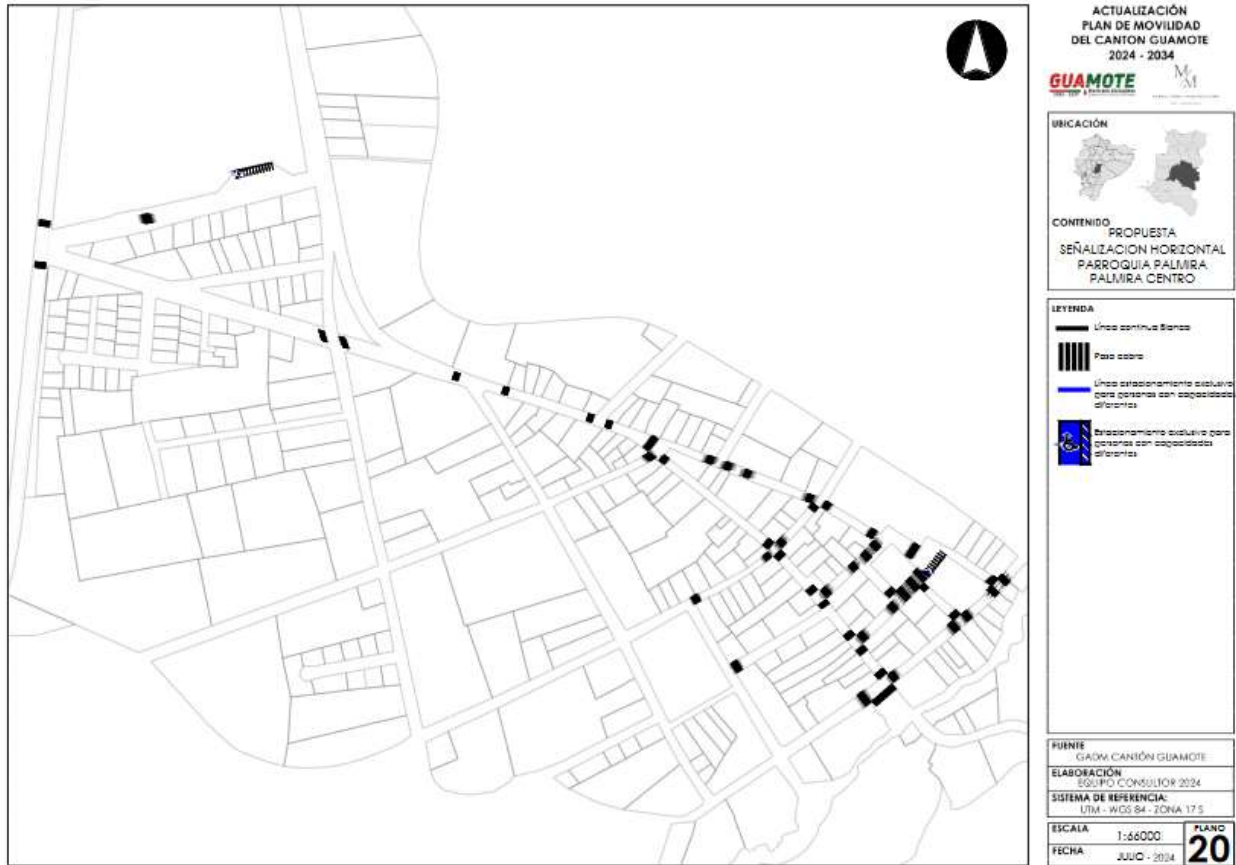 ACTUALIZACIÓN
PLAN DE MOVILIDAD
DEL CANTON GUAMOTE
2024 - 2034
GUAMOTE
M
M
UBICACIÓN
CONTENIDO
PROPUESTA
SEÑALIZACION HORIZONTAL
PARROQUIA PALMIRA
PALMIRA CENTRO
LEYENDA
Línea continua Blanca
Paso cebra
Línea estacionamiento exclusivo
para personas con capacidades
diferentes
Estacionamiento exclusivo para
personas con capacidades
diferentes
FUENTE
GADM CANTÓN GUAMOTE
ELABORACIÓN
EQUIPO CONSULTOR 2024
SISTEMA DE REFERENCIA:
UTM - WGS 84 - ZONA 17 S
ESCALA
1:66000
FECHA
JULIO - 2024
PLANO
20